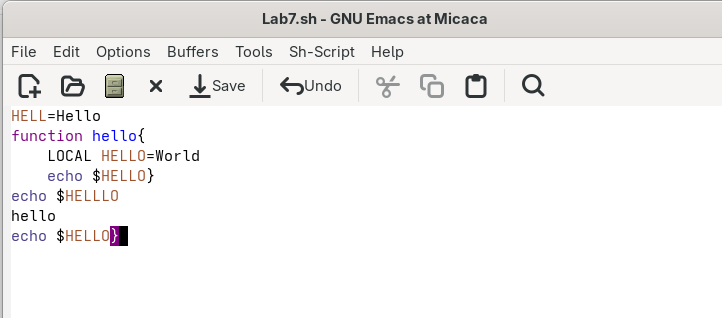 Lab7.sh - GNU Emacs at Micaca
File Edit Options Buffers Tools Sh-Script Help
Save Undo
HELL=Hello
function hello{
    LOCAL HELLO=World
    echo $HELLO}
echo $HELLLO
hello
echo $HELLO}